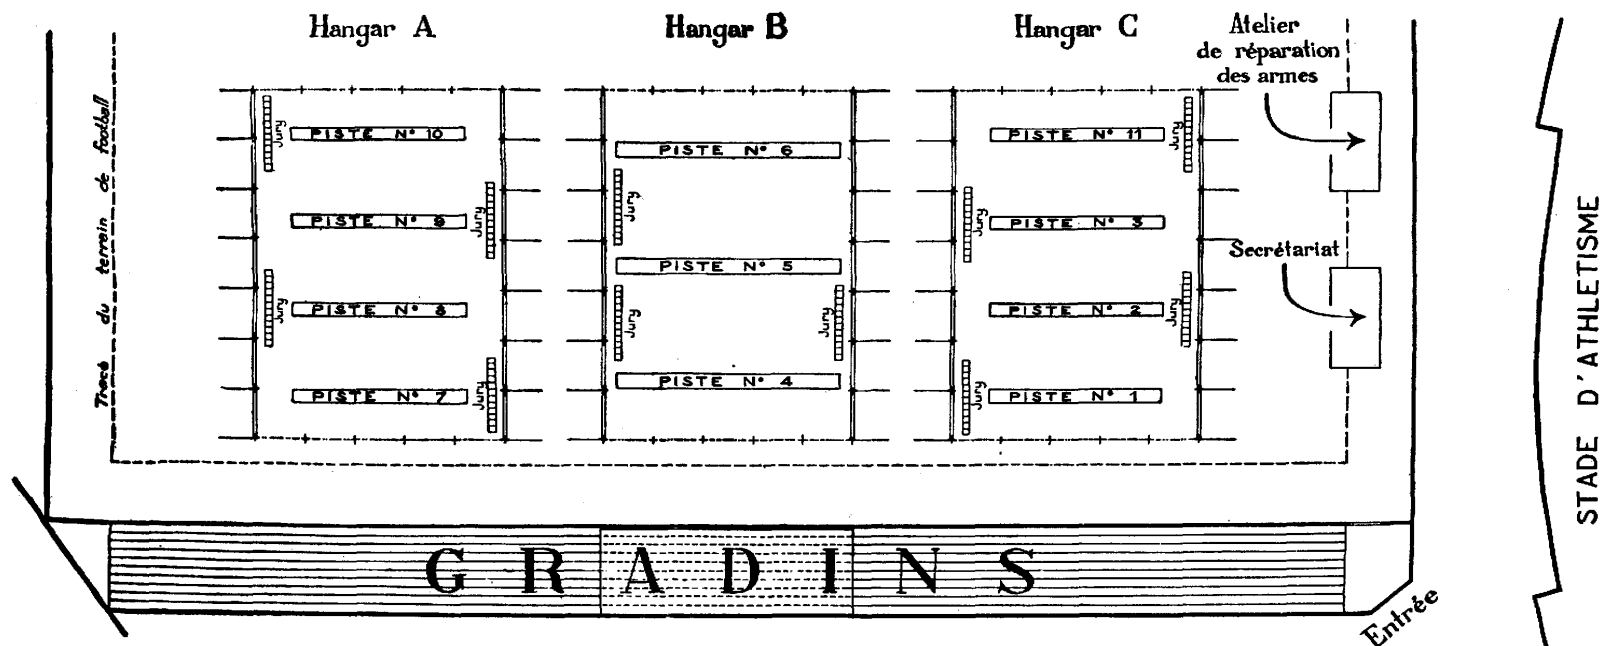 Hangar A
Hangar B
Hangar C
Atelier
de réparation
des armes
Tracé du terrain de football
Jury
PISTE N° 10
PISTE N° 9
Jury
Jury
PISTE N° 8
PISTE N° 7
Jury
PISTE N° 6
Jury
PISTE N° 5
Jury
Jury
PISTE N° 4
PISTE N° 11
Jury
Jury
PISTE N° 3
PISTE N° 2
Jury
Jury
PISTE N° 1
Secrétariat
STADE D'ATHLETISME
GRADINS
Entrée